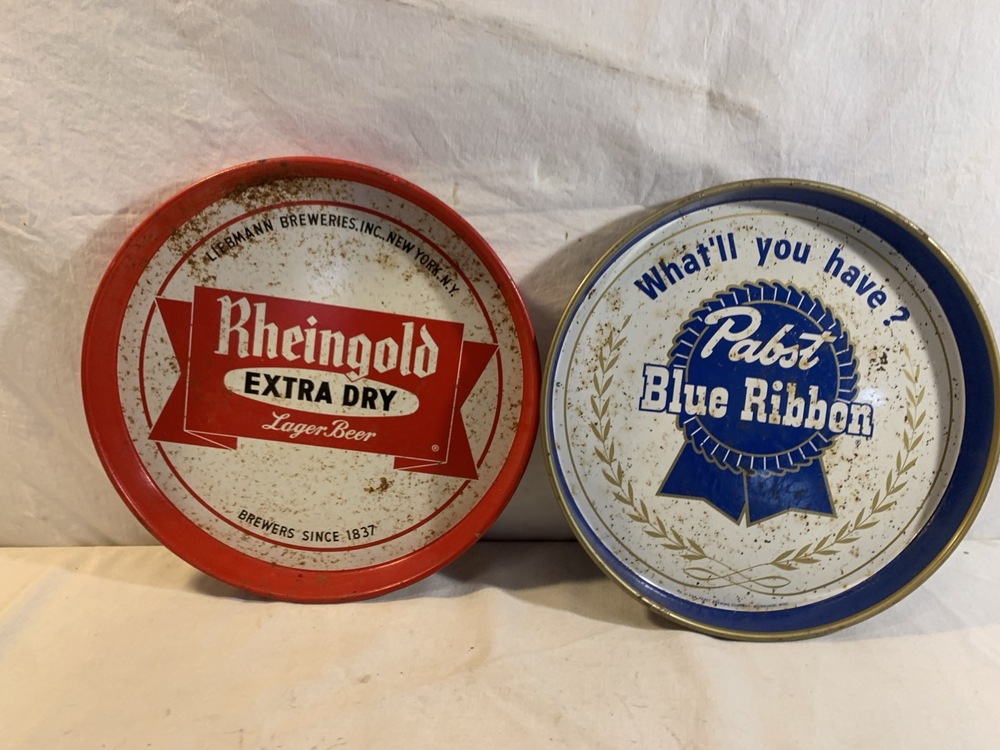 LIEBMANN BREWERIES, INC. NEW YORK, N.Y.
Rheingold
EXTRA DRY
Lager Beer
®
BREWERS SINCE 1837
What'll you have?
Pabst
Blue Ribbon